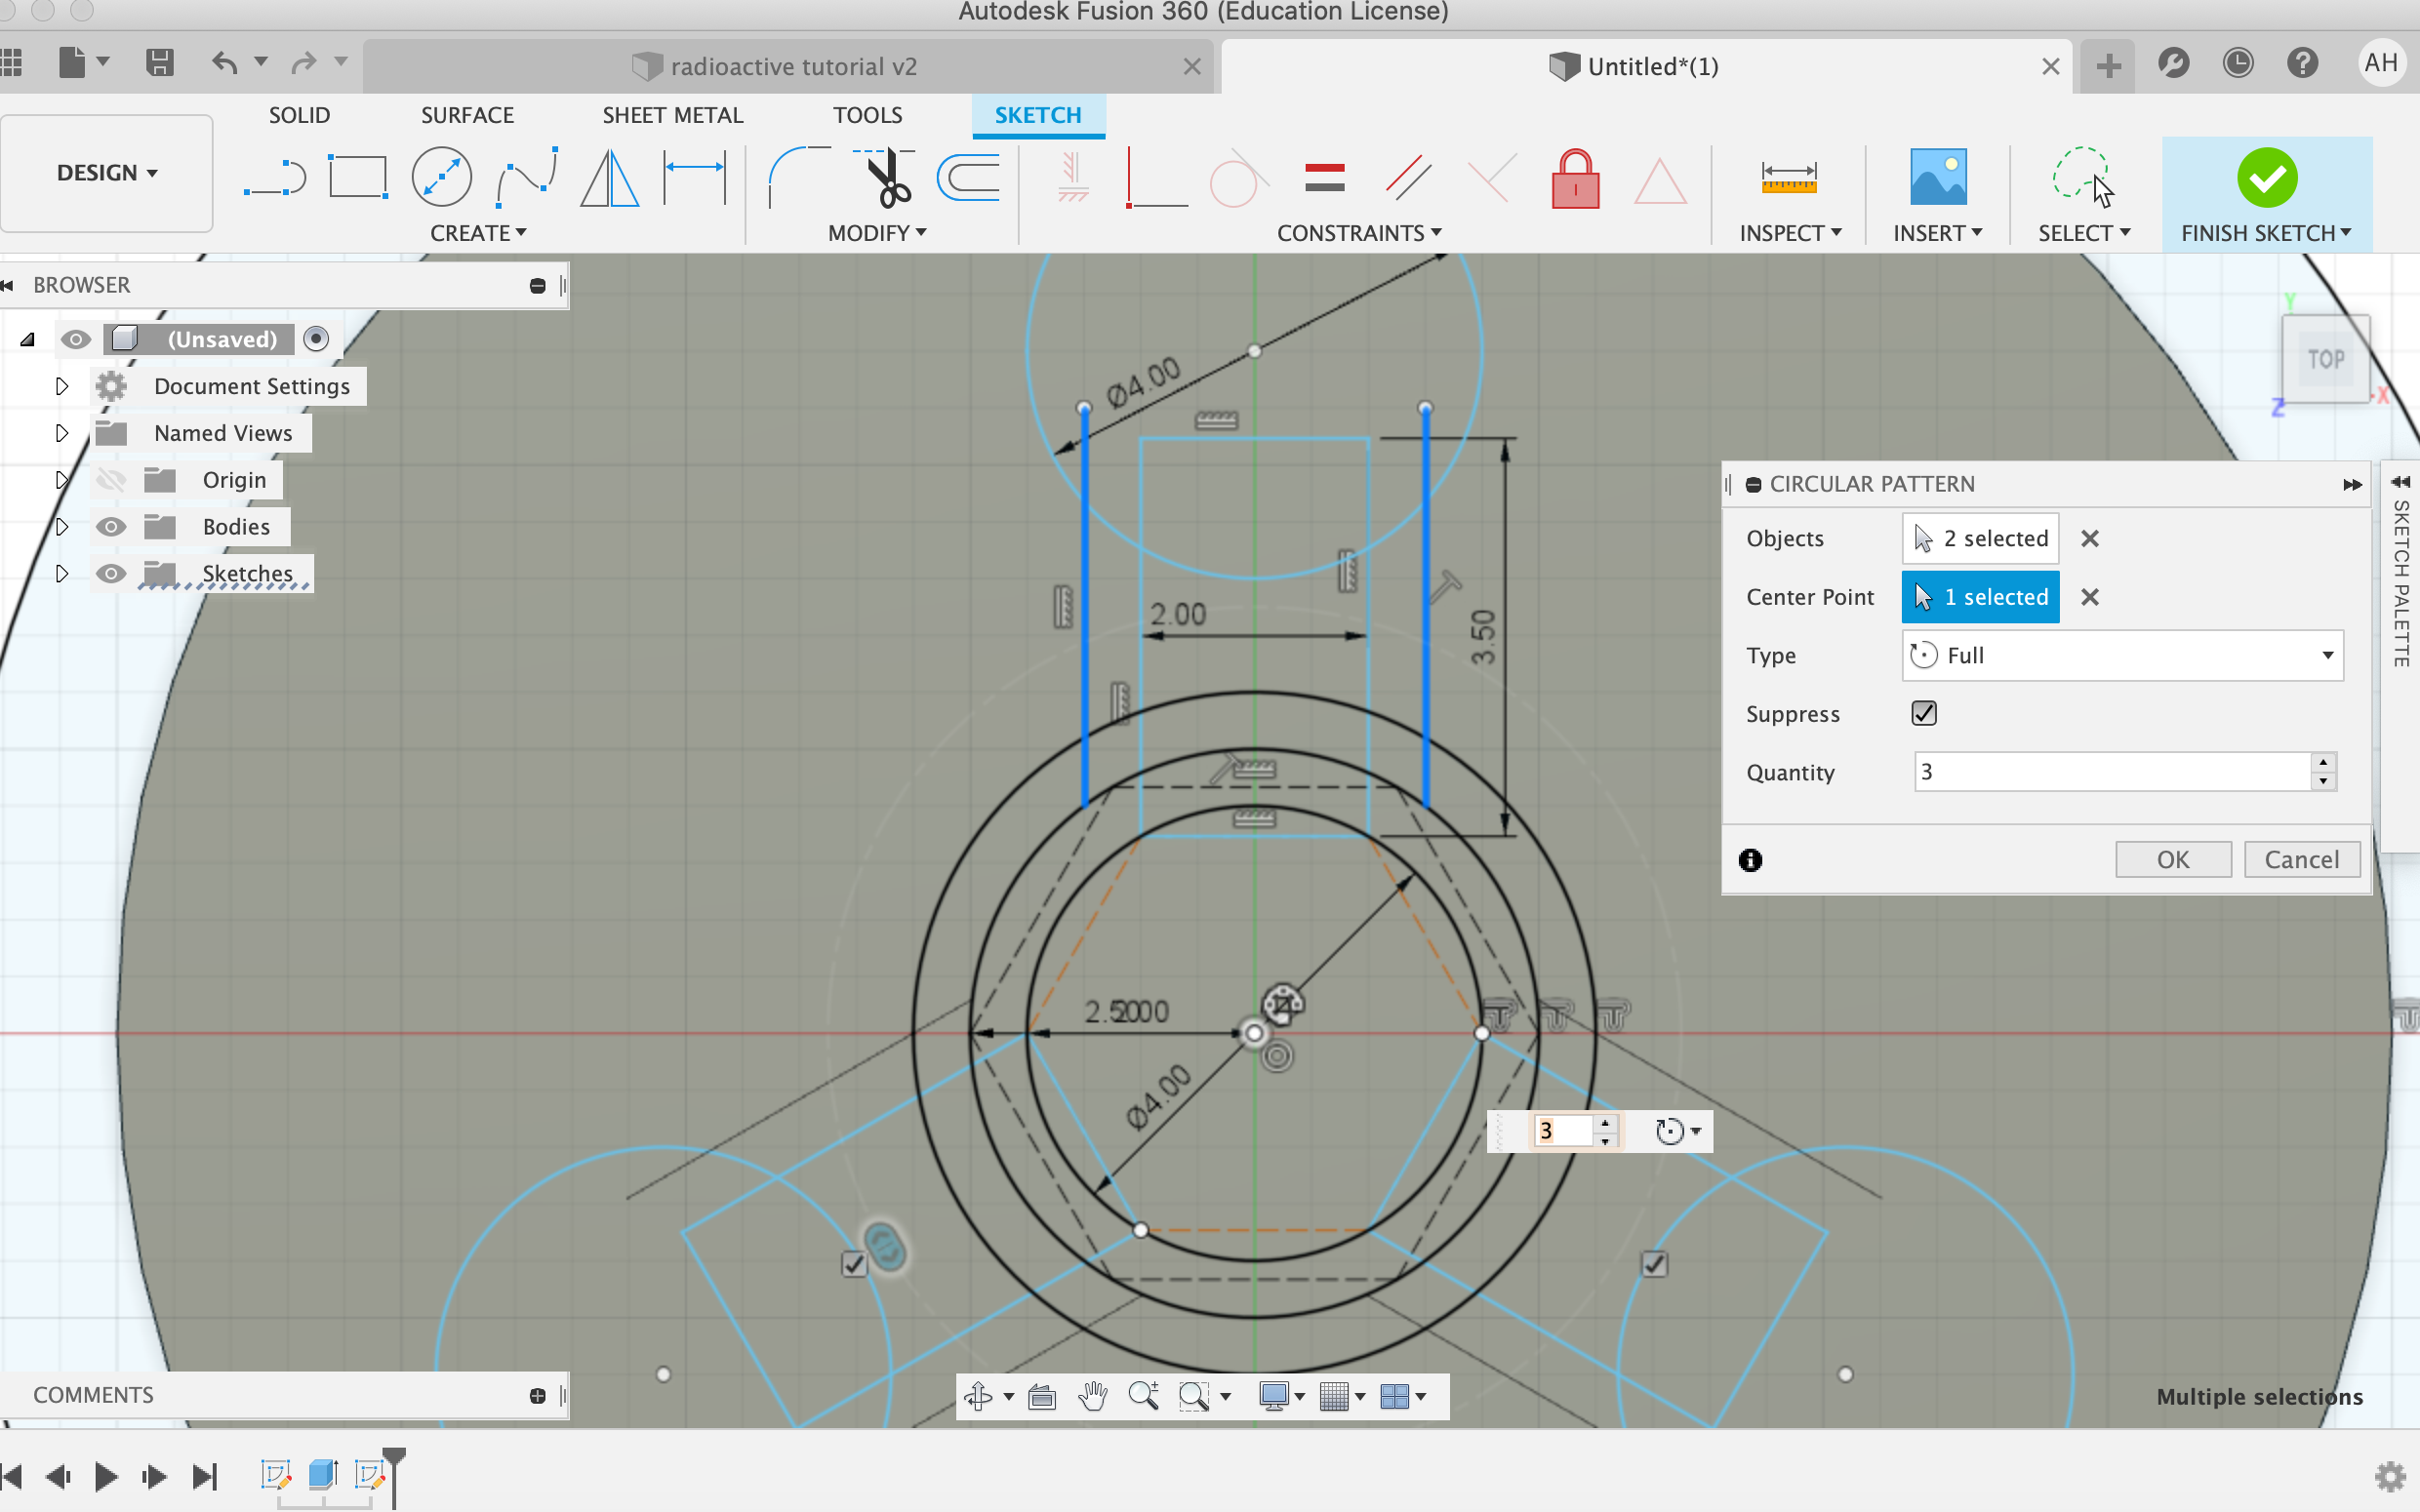 Autodesk Fusion 360 (Education License)
radioactive tutorial v2
Untitled*(1)
AH
SOLID
SURFACE
SHEET METAL
TOOLS
SKETCH
DESIGN
CREATE
MODIFY
CONSTRAINTS
INSPECT
INSERT
SELECT
FINISH SKETCH
BROWSER
(Unsaved)
Document Settings
Named Views
Origin
Bodies
Sketches
Ø4.00
2.00
3.50
2.50
2.00
Ø4.00
Y
TOP
X
Z
CIRCULAR PATTERN
Objects 2 selected
Center Point 1 selected
Type Full
Suppress
Quantity 3
OK Cancel
SKETCH PALETTE
3
COMMENTS
Multiple selections